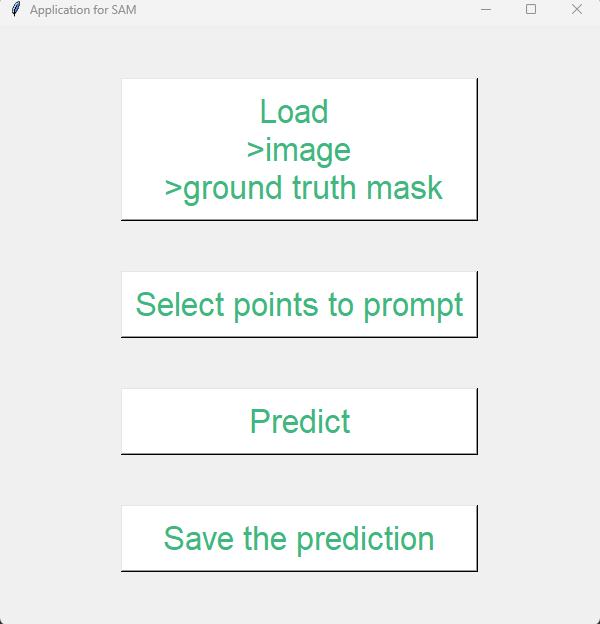 Application for SAM
Load
>image
>ground truth mask
Select points to prompt
Predict
Save the prediction